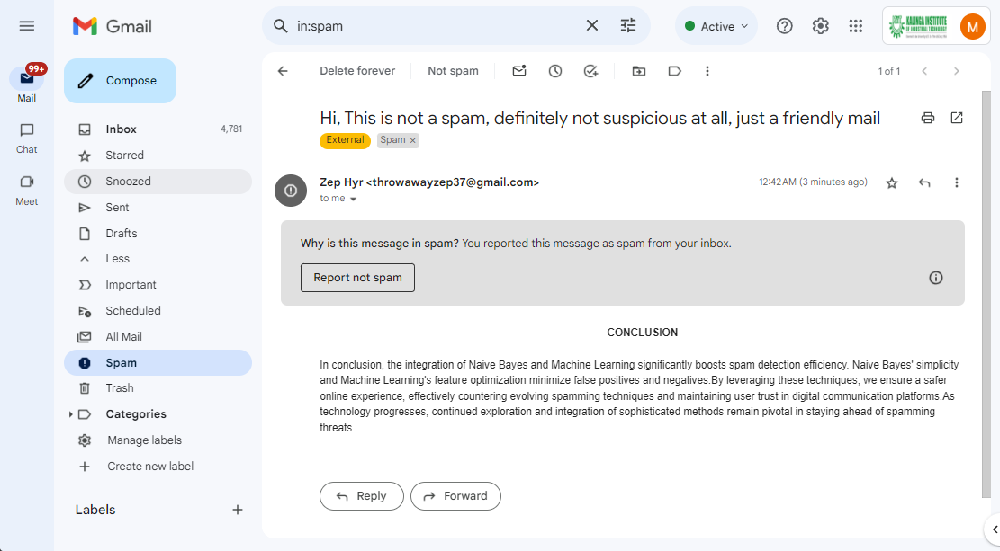 Gmail
in:spam
Active
KALINGA INSTITUTE
OF INDUSTRIAL TECHNOLOGY
M
99+
Mail
Chat
Meet
Compose
Inbox 4,781
Starred
Snoozed
Sent
Drafts
Less
Important
Scheduled
All Mail
Spam
Trash
Categories
Manage labels
Create new label
Labels
Delete forever Not spam 1 of 1
Hi, This is not a spam, definitely not suspicious at all, just a friendly mail
External Spam ×
Zep Hyr <throwawayzep37@gmail.com> 12:42 AM (3 minutes ago)
to me
Why is this message in spam? You reported this message as spam from your inbox.
Report not spam
CONCLUSION
In conclusion, the integration of Naive Bayes and Machine Learning significantly boosts spam detection efficiency. Naive Bayes' simplicity
and Machine Learning's feature optimization minimize false positives and negatives.By leveraging these techniques, we ensure a safer
online experience, effectively countering evolving spamming techniques and maintaining user trust in digital communication platforms.As
technology progresses, continued exploration and integration of sophisticated methods remain pivotal in staying ahead of spamming
threats.
Reply Forward